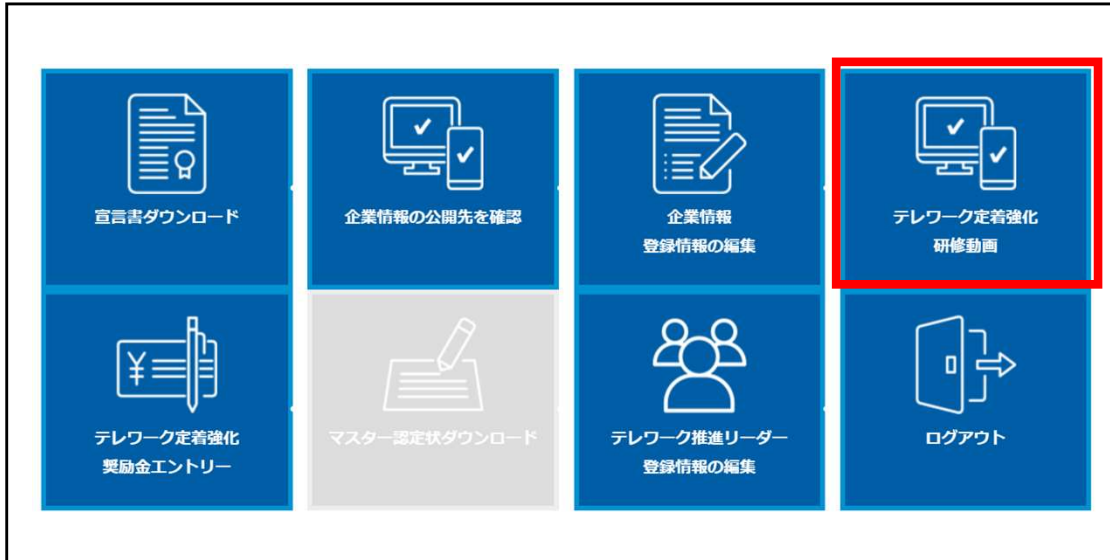 宣言書ダウンロード
企業情報の公開先を確認
企業情報
登録情報の編集
テレワーク定着強化
研修動画
テレワーク定着強化
奨励金エントリー
マスター認定状ダウンロード
テレワーク推進リーダー
登録情報の編集
ログアウト